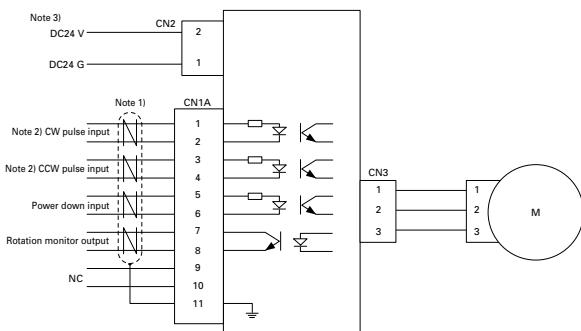 Note 3)
DC24 V
CN2
2
DC24 G
1
Note 1)
CN1A
Note 2) CW pulse input
1
2
Note 2) CCW pulse input
3
4
Power down input
5
6
Rotation monitor output
7
8
NC
9
10
11
CN3
1
2
3
1
2
3
M